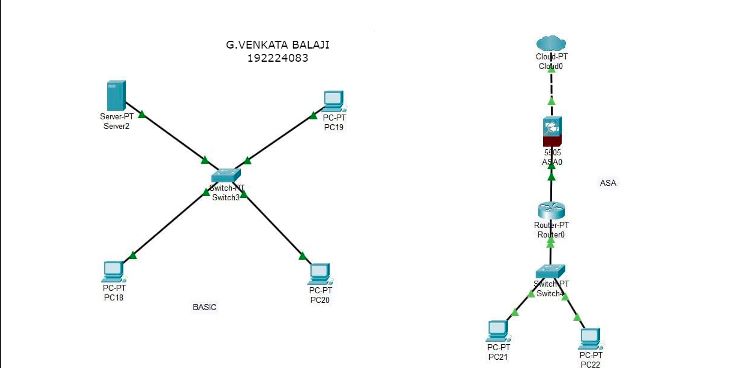 G.VENKATA BALAJI
192224083
Server-PT
Server2
PC-PT
PC19
Switch-PT
Switch3
PC-PT
PC18
PC-PT
PC20
BASIC
Cloud-PT
Cloud0
5505
ASA0
ASA
Router-PT
Router0
Switch-PT
Switch4
PC-PT
PC21
PC-PT
PC22